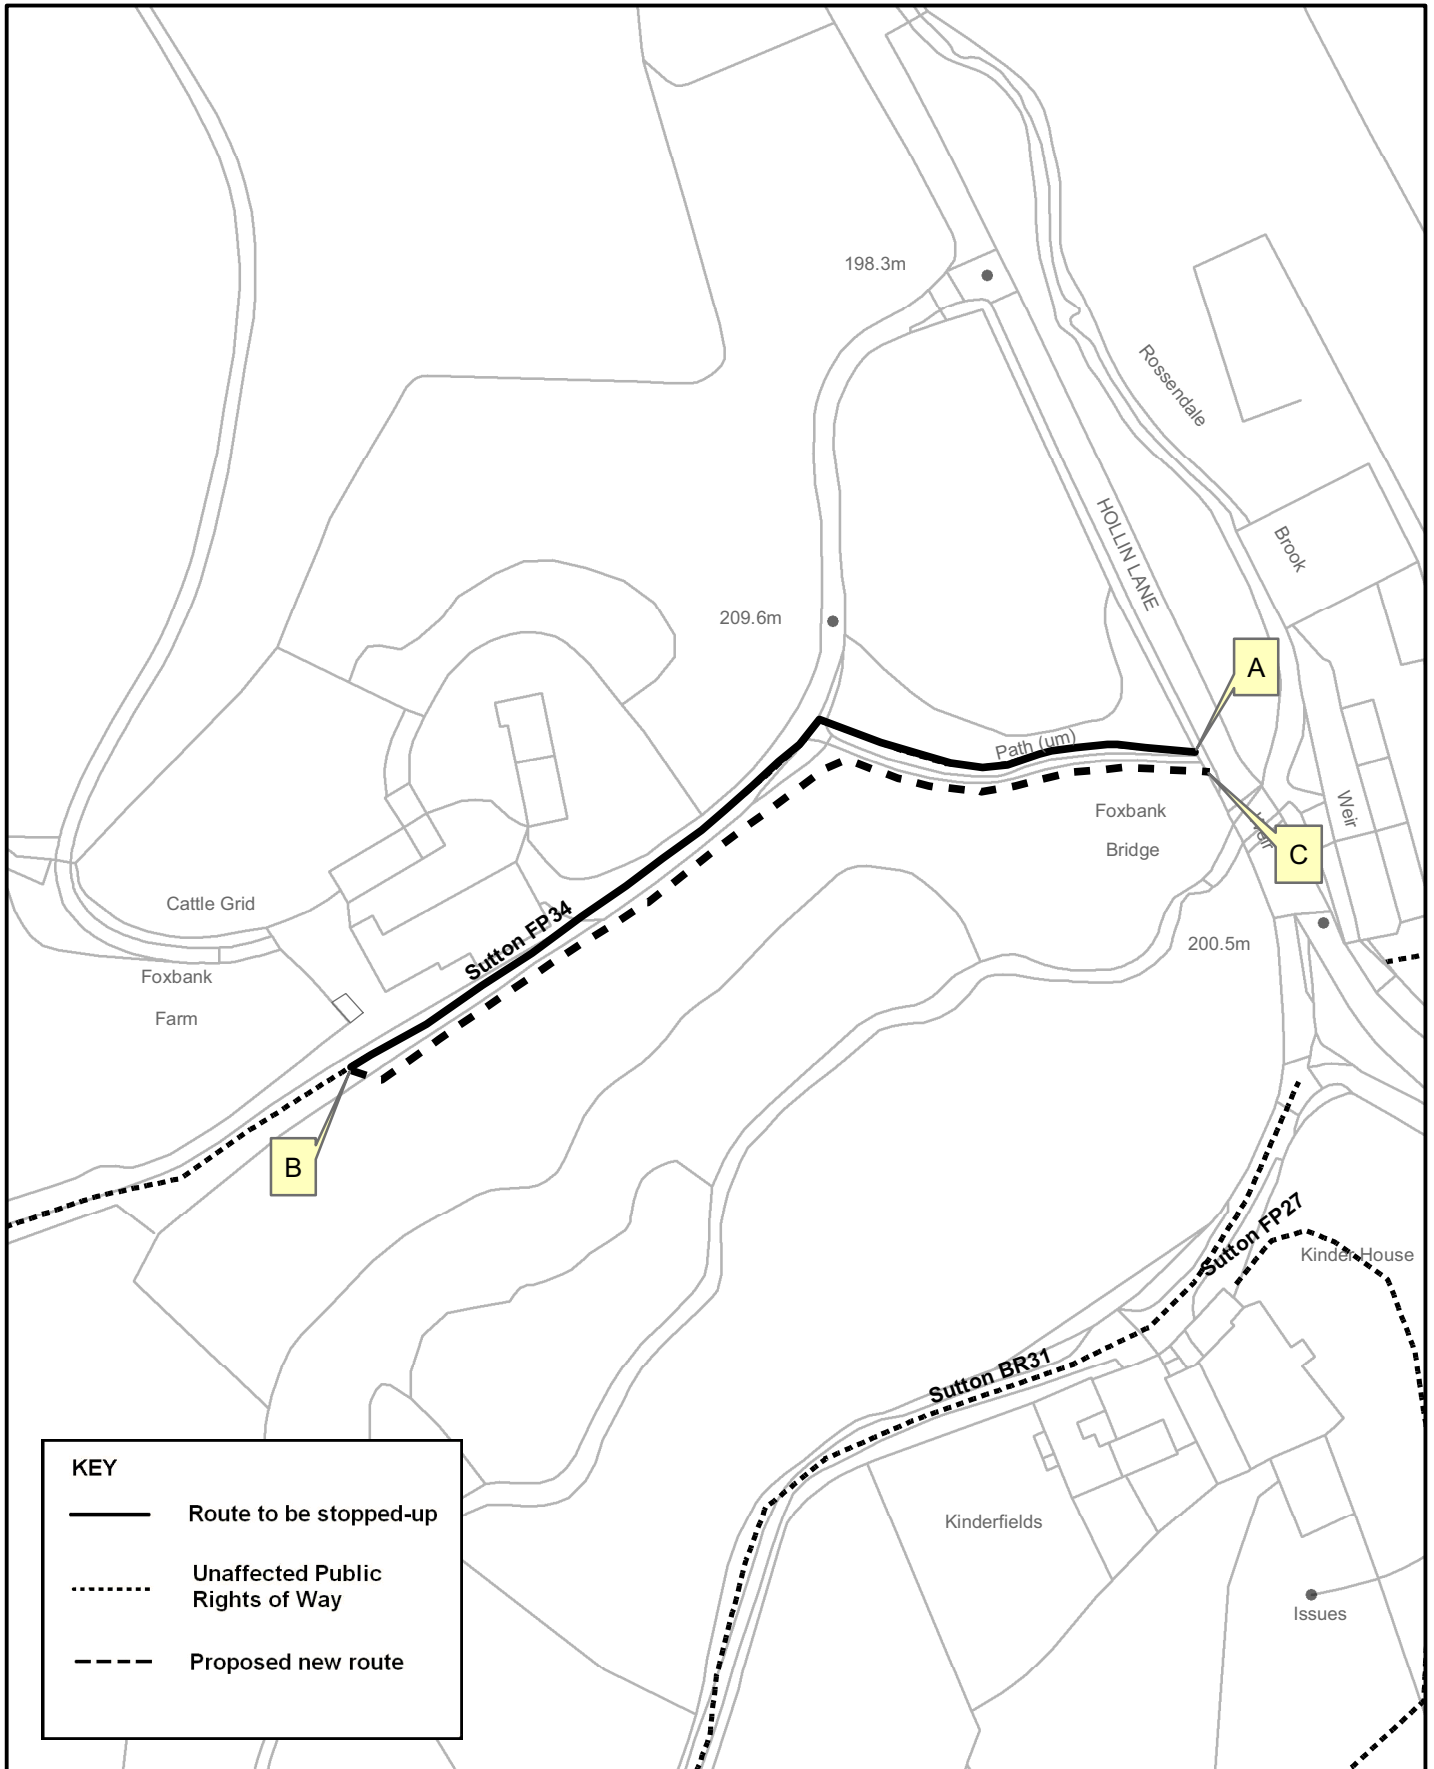 198.3m
Rossendale
HOLLIN LANE
Brook
209.6m
A
Path (um)
Weir
Foxbank
Bridge
Weir
C
Cattle Grid
Sutton FP34
200.5m
Foxbank
Farm
B
Sutton FP27
Kinder House
Sutton BR31
Kinderfields
Issues
KEY
Route to be stopped-up
Unaffected Public
Rights of Way
Proposed new route